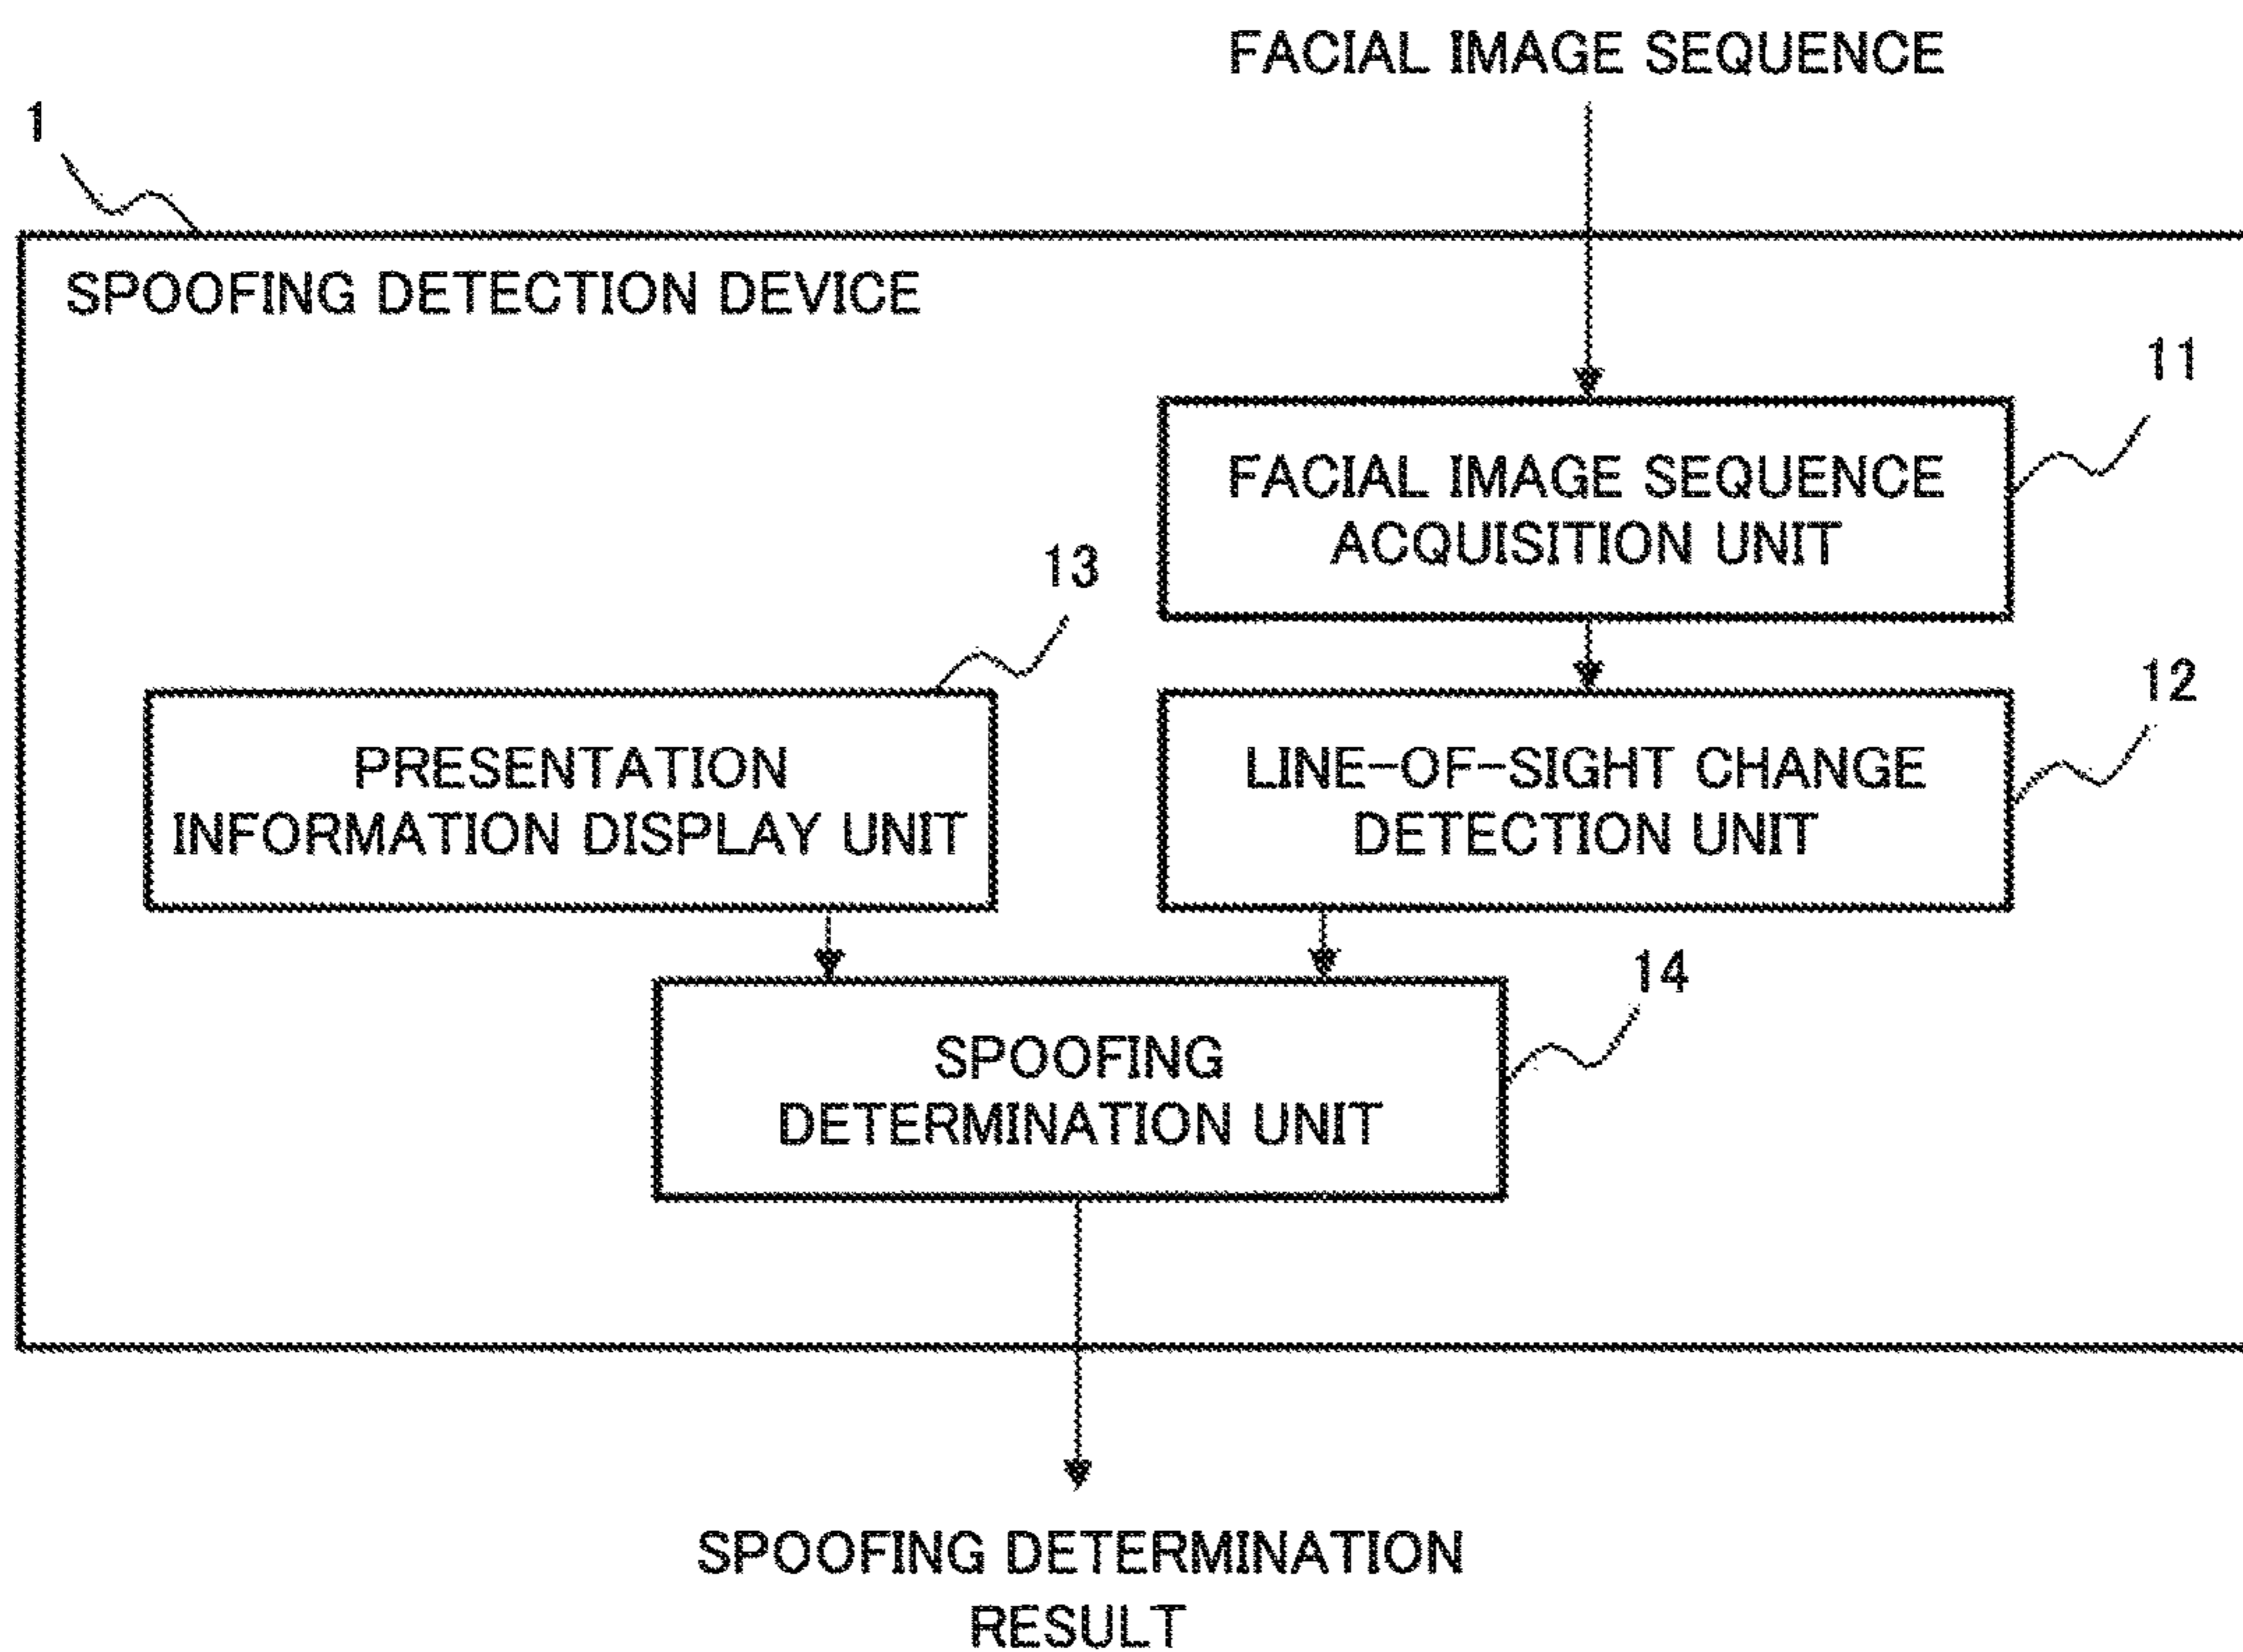 FACIAL IMAGE SEQUENCE
1
SPOOFING DETECTION DEVICE
11
FACIAL IMAGE SEQUENCE
ACQUISITION UNIT
13
12
PRESENTATION
INFORMATION DISPLAY UNIT
LINE-OF-SIGHT CHANGE
DETECTION UNIT
14
SPOOFING
DETERMINATION UNIT
SPOOFING DETERMINATION
RESULT